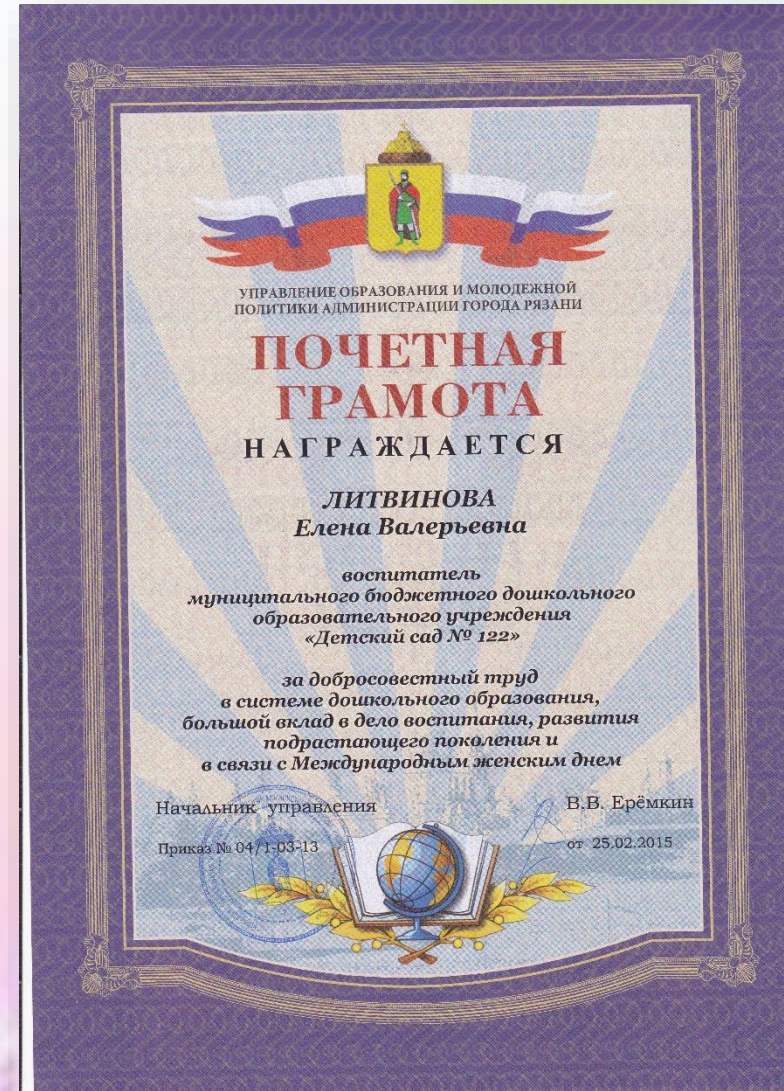 УПРАВЛЕНИЕ ОБРАЗОВАНИЯ И МОЛОДЕЖНОЙ
ПОЛИТИКИ АДМИНИСТРАЦИИ ГОРОДА РЯЗАНИ
ПОЧЕТНАЯ
ГРАМОТА
НАГРАЖДАЕТСЯ
ЛИТВИНОВА
Елена Валерьевна
воспитатель
муниципального бюджетного дошкольного
образовательного учреждения
«Детский сад № 122»
за добросовестный труд
в системе дошкольного образования,
большой вклад в дело воспитания, развития
подрастающего поколения и
в связи с Международным женским днем
Начальник управления В.В. Ерёмкин
Приказ № 04/1-03-13 от 25.02.2015